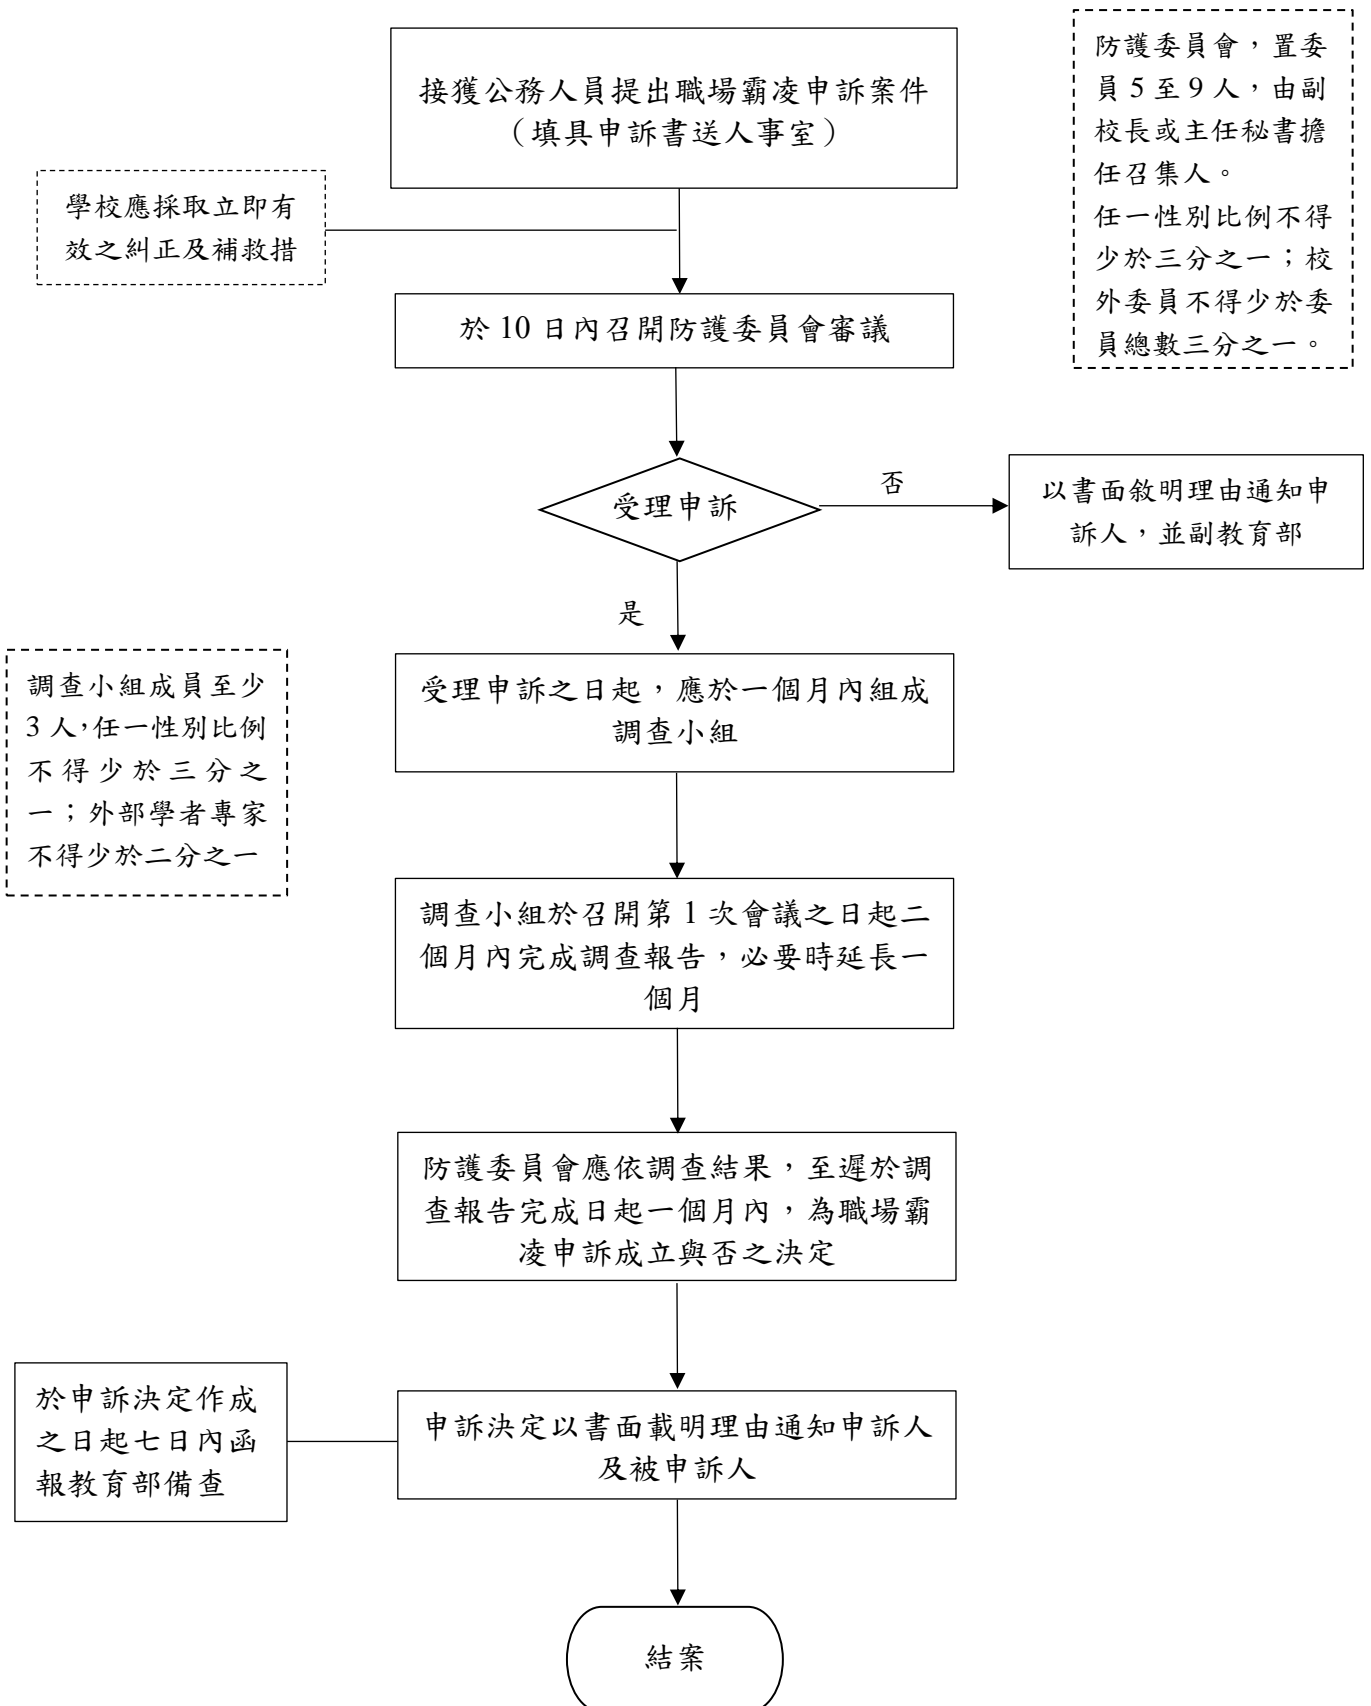 接獲公務人員提出職場霸凌申訴案件
（填具申訴書送人事室）
防護委員會，置委
員 5 至 9 人，由副
校長或主任秘書擔
任召集人。
任一性別比例不得
少於三分之一；校
外委員不得少於委
員總數三分之一。
學校應採取立即有
效之糾正及補救措
於 10 日內召開防護委員會審議
受理申訴
否
以書面敘明理由通知申
訴人，並副教育部
是
受理申訴之日起，應於一個月內組成
調查小組
調查小組成員至少
3 人，任一性別比例
不得少於三分之
一；外部學者專家
不得少於二分之一
調查小組於召開第 1 次會議之日起二
個月內完成調查報告，必要時延長一
個月
防護委員會應依調查結果，至遲於調
查報告完成日起一個月內，為職場霸
凌申訴成立與否之決定
於申訴決定作成
之日起七日內函
報教育部備查
申訴決定以書面載明理由通知申訴人
及被申訴人
結案